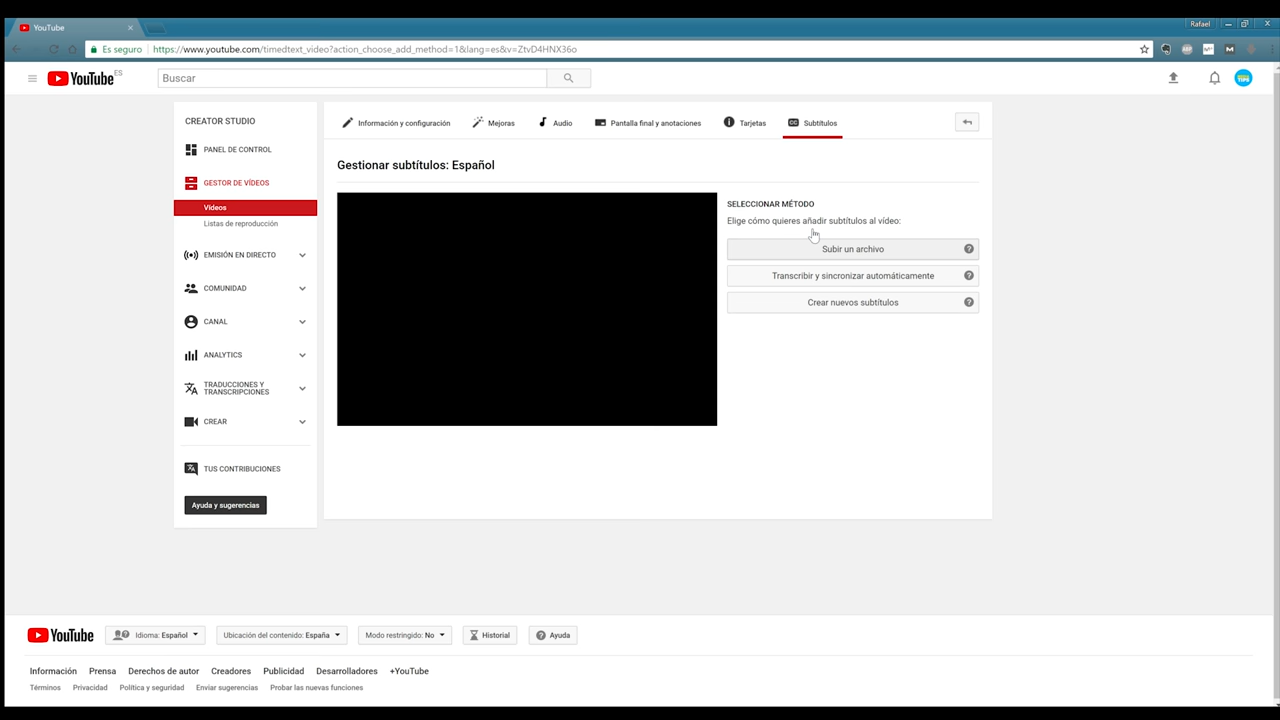 YouTube
Rafael
Es seguro
https://www.youtube.com/timedtext_video?action_choose_add_method=1&lang=es&v=ZtvD4HNX36o
YouTube ES
Buscar
CREATOR STUDIO
PANEL DE CONTROL
GESTOR DE VÍDEOS
Vídeos
Listas de reproducción
EMISIÓN EN DIRECTO
COMUNIDAD
CANAL
ANALYTICS
TRADUCCIONES Y
TRANSCRIPCIONES
CREAR
TUS CONTRIBUCIONES
Ayuda y sugerencias
Información y configuración
Mejoras
Audio
Pantalla final y anotaciones
Tarjetas
CC Subtítulos
Gestionar subtítulos: Español
SELECCIONAR MÉTODO
Elige cómo quieres añadir subtítulos al vídeo:
Subir un archivo ?
Transcribir y sincronizar automáticamente ?
Crear nuevos subtítulos ?
YouTube
Idioma: Español
Ubicación del contenido: España
Modo restringido: No
Historial
Ayuda
Información Prensa Derechos de autor Creadores Publicidad Desarrolladores +YouTube
Términos Privacidad Política y seguridad Enviar sugerencias Probar las nuevas funciones